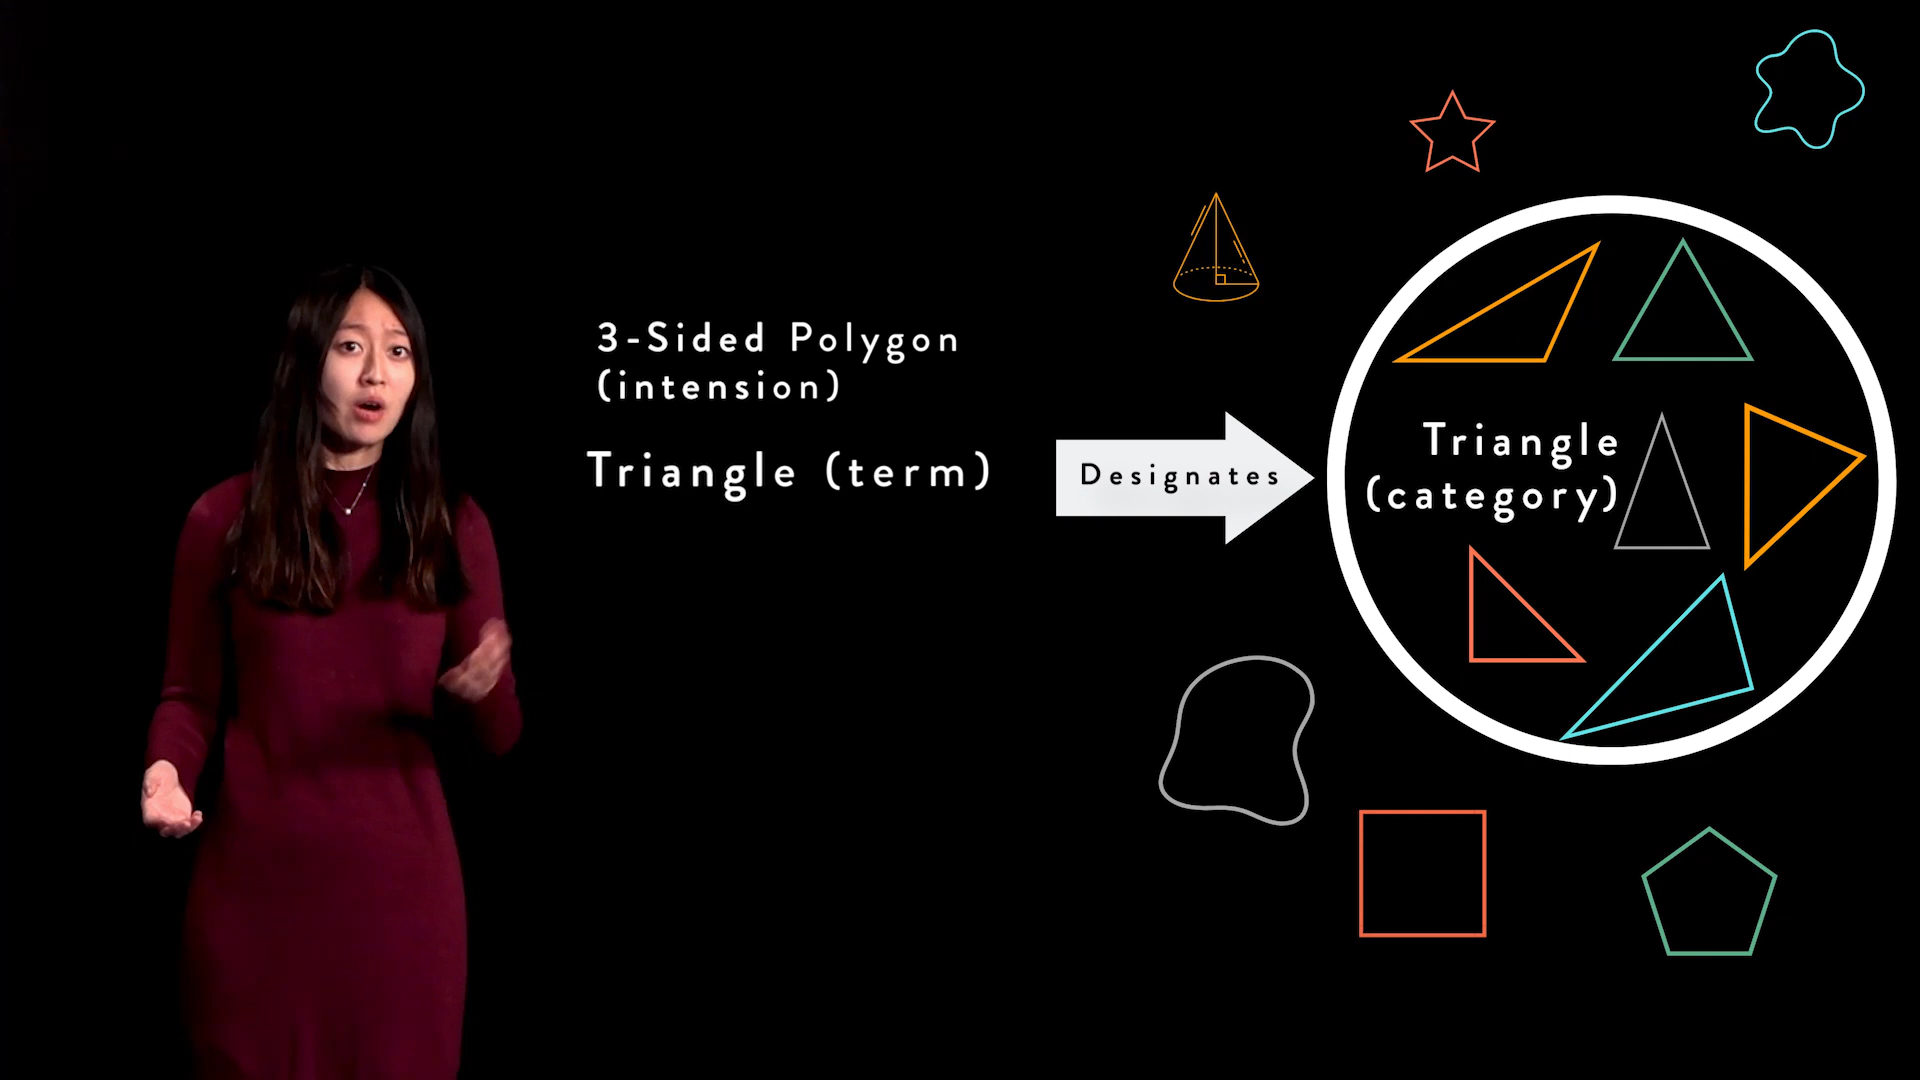 3-Sided Polygon
(intension)
Triangle (term)
Designates
Triangle
(category)